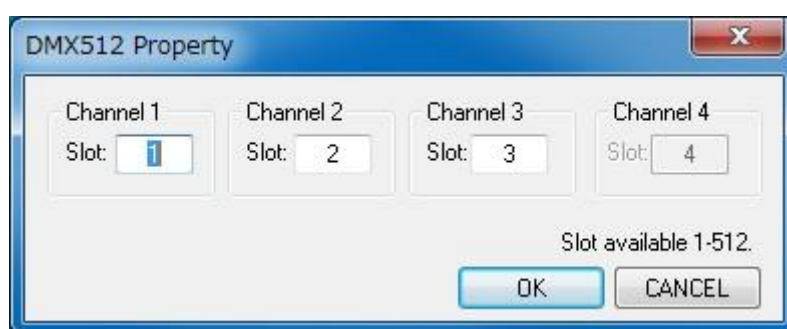 DMX512 Property
Channel 1 Channel 2 Channel 3 Channel 4
Slot: 1 Slot: 2 Slot: 3 Slot: 4
Slot available 1-512.
OK CANCEL